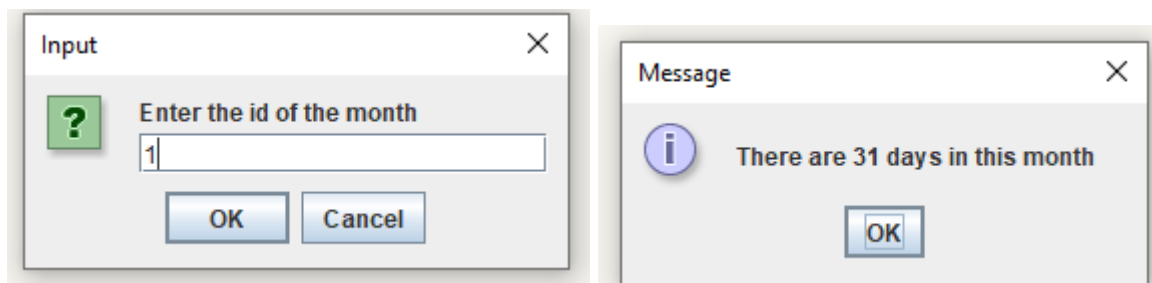 Input
?
Enter the id of the month
1
OK
Cancel
Message
i
There are 31 days in this month
OK